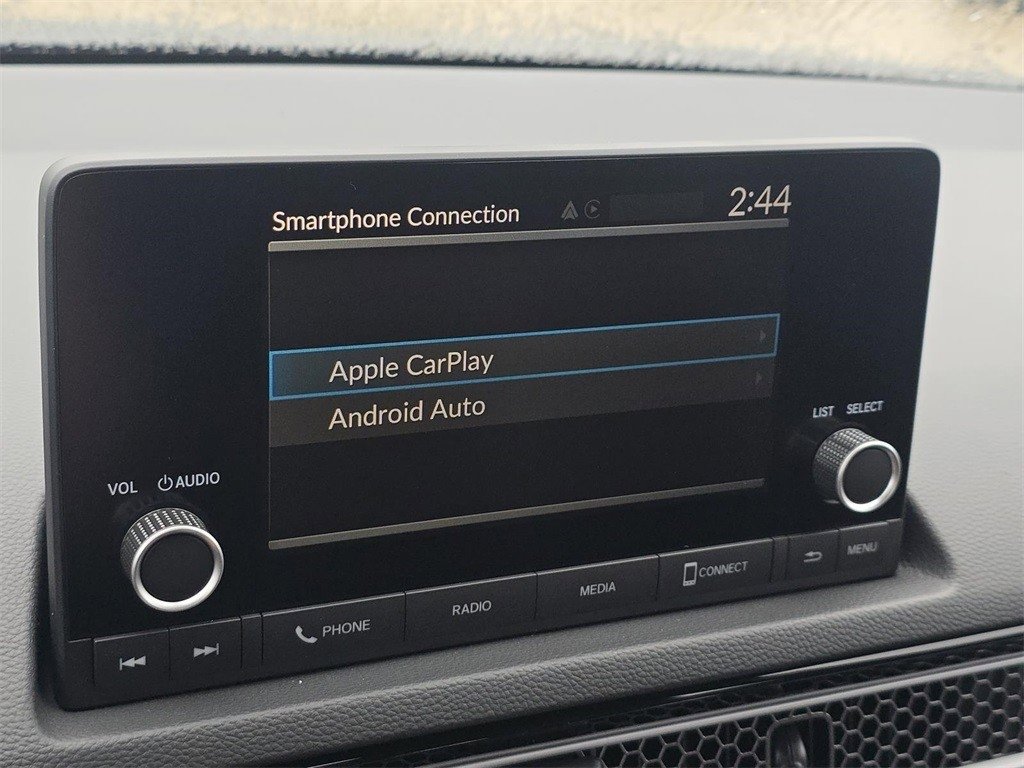 Smartphone Connection
2:44
Apple CarPlay
Android Auto
LIST SELECT
VOL AUDIO
PHONE
RADIO
MEDIA
CONNECT
MENU